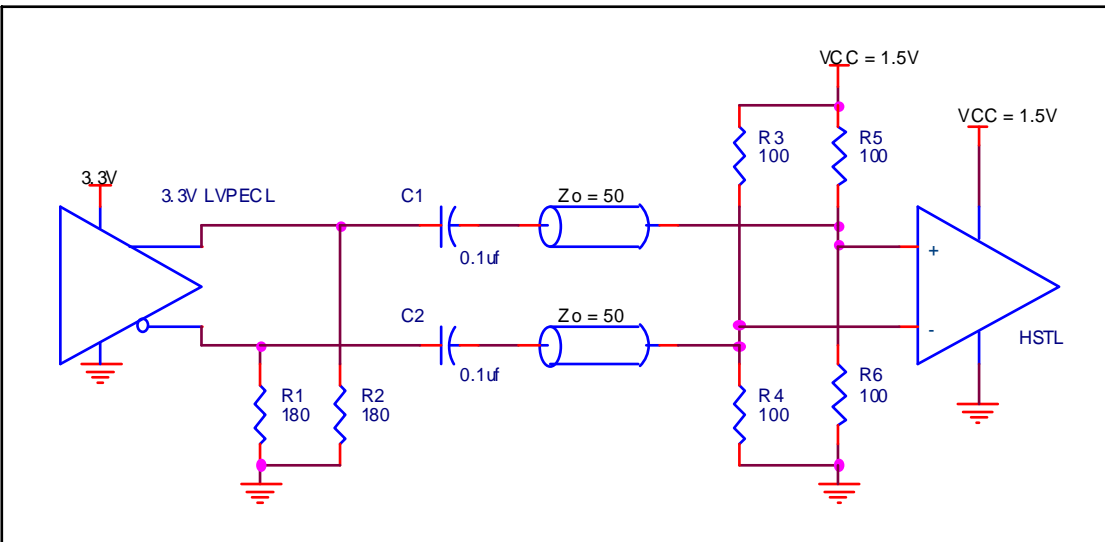 VCC = 1.5V
VCC = 1.5V
R3
100
R5
100
3.3V
3.3V LVPECL
C1
Zo = 50
0.1uf
+
C2
Zo = 50
-
HSTL
0.1uf
R1
180
R2
180
R4
100
R6
100